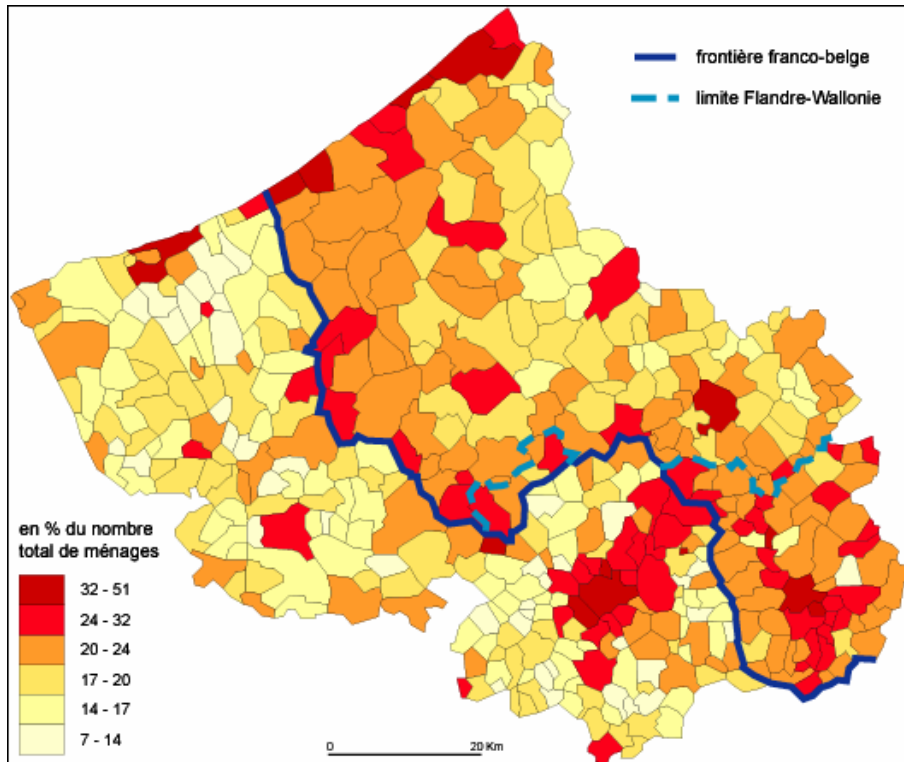 frontière franco-belge
limite Flandre-Wallonie
en % du nombre
total de ménages
32 - 51
24 - 32
20 - 24
17 - 20
14 - 17
7 - 14
0 20 Km